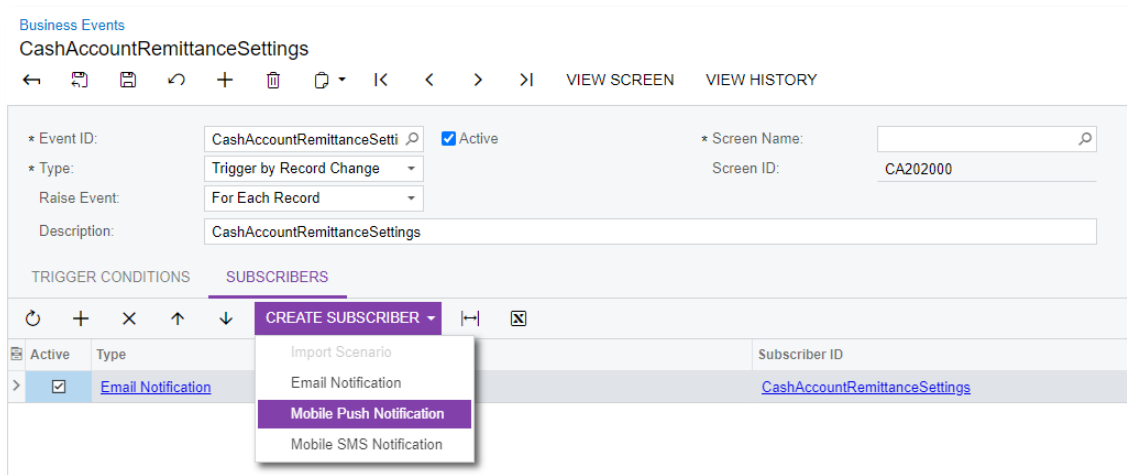 Business Events
CashAccountRemittanceSettings
VIEW SCREEN VIEW HISTORY
* Event ID: CashAccountRemittanceSetti Active * Screen Name:
* Type: Trigger by Record Change Screen ID: CA202000
Raise Event: For Each Record
Description: CashAccountRemittanceSettings
TRIGGER CONDITIONS SUBSCRIBERS
CREATE SUBSCRIBER
Import Scenario
Active Type Subscriber ID
Email Notification
Email Notification CashAccountRemittanceSettings
Mobile Push Notification
Mobile SMS Notification